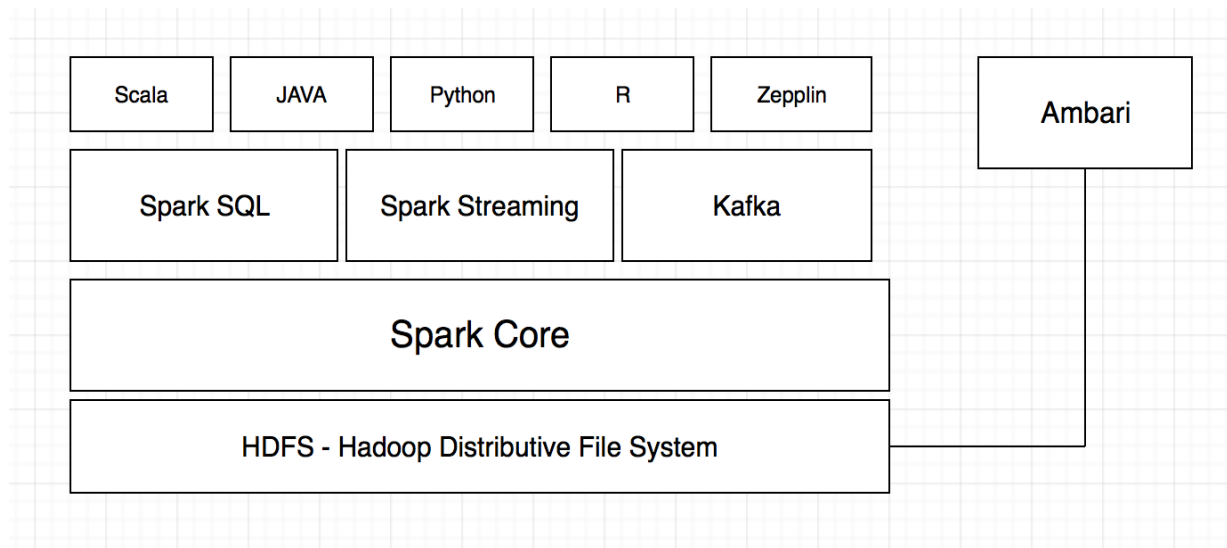 Scala
JAVA
Python
R
Zepplin
Ambari
Spark SQL
Spark Streaming
Kafka
Spark Core
HDFS - Hadoop Distributive File System